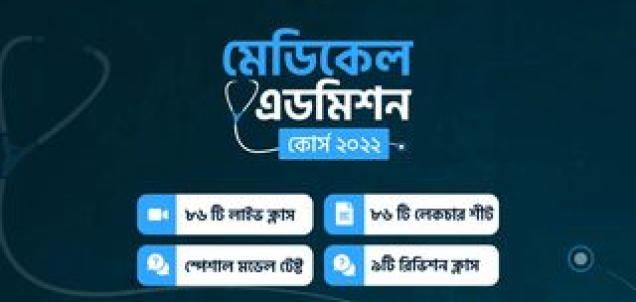 মেডিকেল
এডমিশন
কোর্স ২০২২
৮৬ টি লাইভ ক্লাস
৮৬ টি লেকচার শীট
স্পেশাল মডেল টেস্ট
৯টি রিভিশন ক্লাস